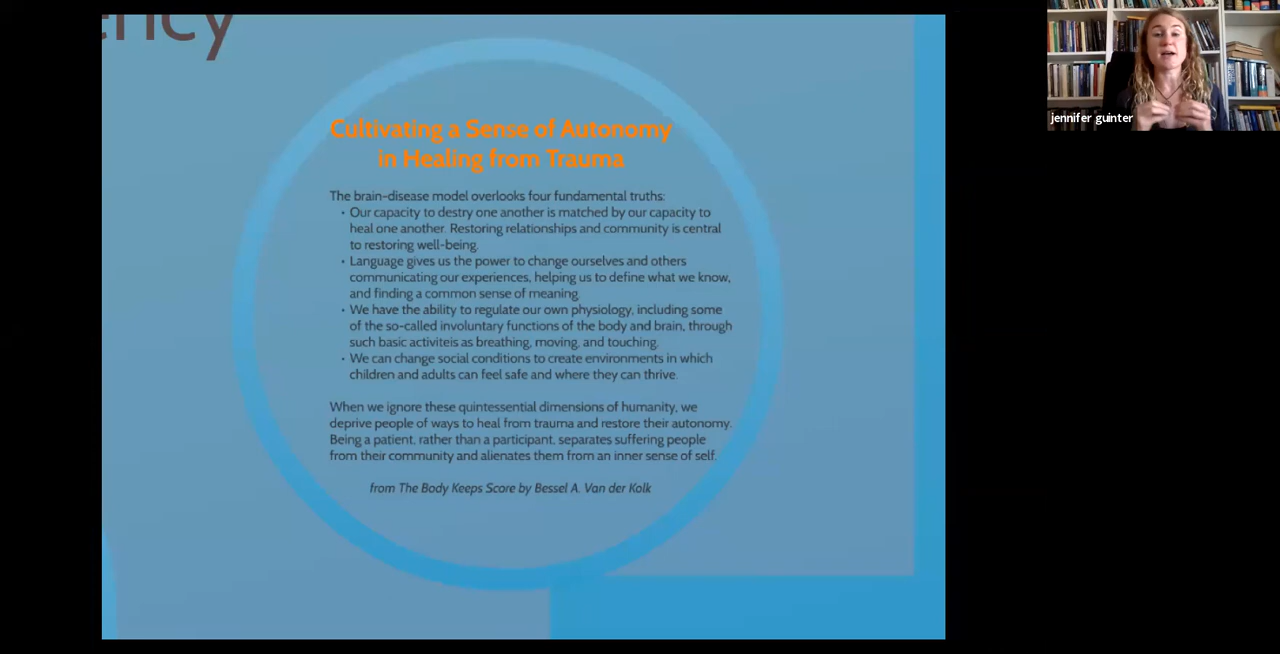 ency
jennifer guinter
Cultivating a Sense of Autonomy
in Healing from Trauma
The brain-disease model overlooks four fundamental truths:
• Our capacity to destry one another is matched by our capacity to
heal one another. Restoring relationships and community is central
to restoring well-being.
• Language gives us the power to change ourselves and others
communicating our experiences, helping us to define what we know,
and finding a common sense of meaning.
• We have the ability to regulate our own physiology, including some
of the so-called involuntary functions of the body and brain, through
such basic activiteis as breathing, moving, and touching.
• We can change social conditions to create environments in which
children and adults can feel safe and where they can thrive.
When we ignore these quintessential dimensions of humanity, we
deprive people of ways to heal from trauma and restore their autonomy.
Being a patient, rather than a participant, separates suffering people
from their community and alienates them from an inner sense of self.
from The Body Keeps Score by Bessel A. Van der Kolk